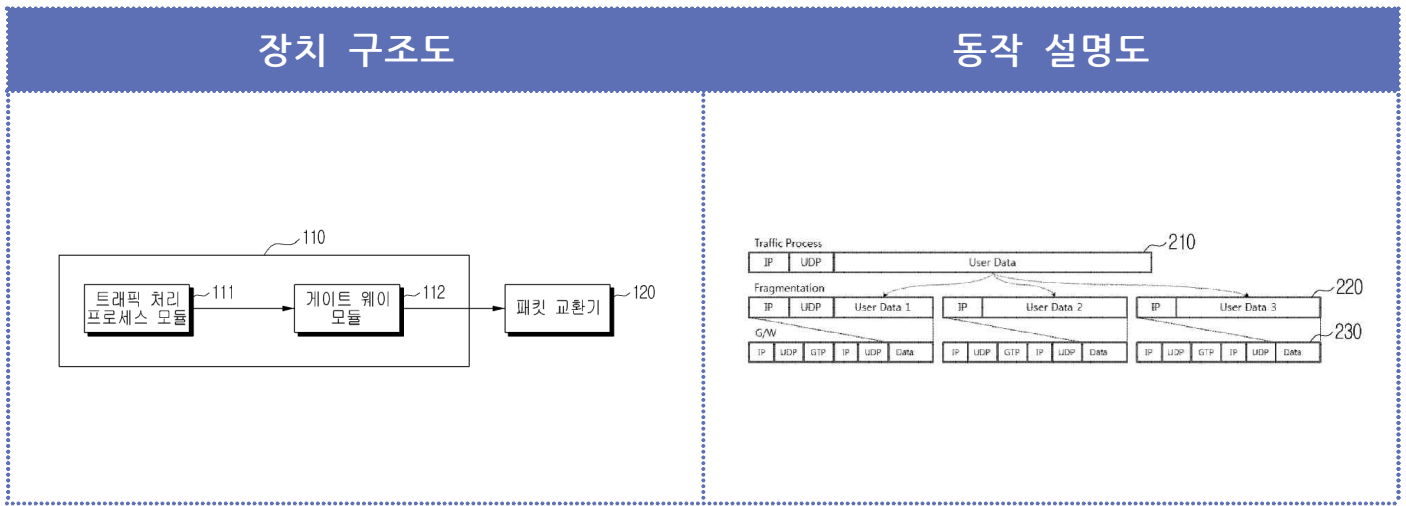 장치 구조도
동작 설명도
110
트래픽 처리
프로세스 모듈
111
게이트 웨이
모듈
112
패킷 교환기
120
Traffic Process
210
IP UDP User Data
Fragmentation
220
IP UDP User Data 1 IP User Data 2 IP User Data 3
G/W
230
IP UDP GTP IP UDP Data IP UDP GTP IP UDP Data IP UDP GTP IP UDP Data